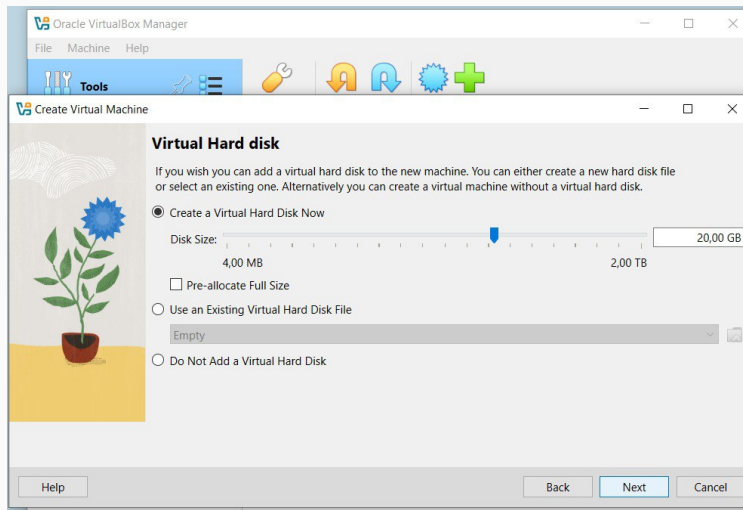 Oracle VirtualBox Manager
File Machine Help
Tools
Create Virtual Machine
Virtual Hard disk
If you wish you can add a virtual hard disk to the new machine. You can either create a new hard disk file
or select an existing one. Alternatively you can create a virtual machine without a virtual hard disk.
Create a Virtual Hard Disk Now
Disk Size: 20,00 GB
4,00 MB 2,00 TB
Pre-allocate Full Size
Use an Existing Virtual Hard Disk File
Empty
Do Not Add a Virtual Hard Disk
Help Back Next Cancel